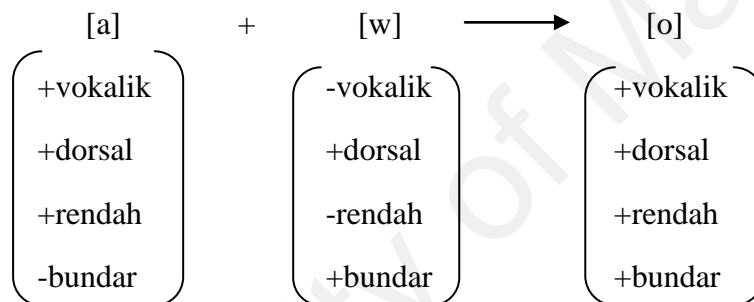 [a] + [w] ⟶ [o]
+vokalik -vokalik +vokalik
+dorsal +dorsal +dorsal
+rendah -rendah +rendah
-bundar +bundar +bundar